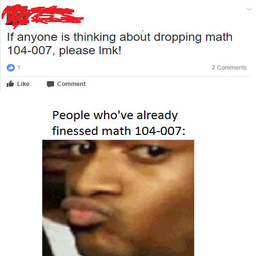 If anyone is thinking about dropping math
104-007, please lmk!
1
2 Comments
Like Comment
People who've already
finessed math 104-007: